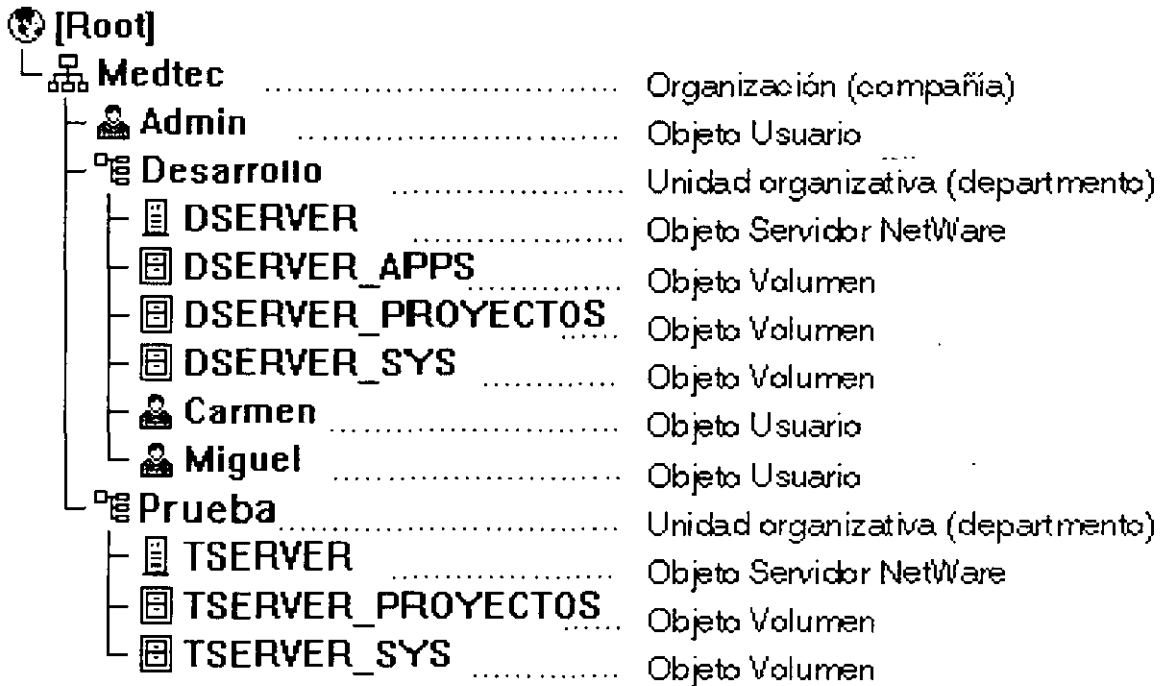 [Root]
Medtec ................................ Organización (compañía)
Admin ............................. Objeto Usuario
Desarrollo ..................... Unidad organizativa (departmento)
DSERVER ................... Objeto Servidor NetWare
DSERVER_APPS ............. Objeto Volumen
DSERVER_PROYECTOS ...... Objeto Volumen
DSERVER_SYS ............. Objeto Volumen
Carmen ........................... Objeto Usuario
Miguel .......................... Objeto Usuario
Prueba ............................... Unidad organizativa (departmento)
TSERVER .................... Objeto Servidor NetWare
TSERVER_PROYECTOS ...... Objeto Volumen
TSERVER_SYS ............. Objeto Volumen